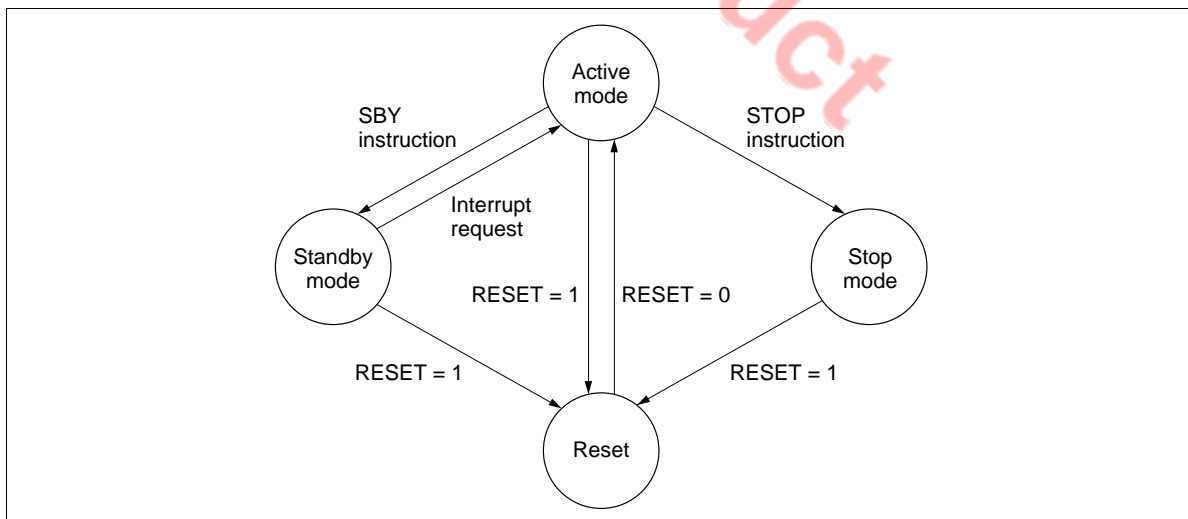 Active
mode
SBY
instruction
STOP
instruction
Interrupt
request
Standby
mode
Stop
mode
RESET = 1
RESET = 0
RESET = 1
RESET = 1
Reset